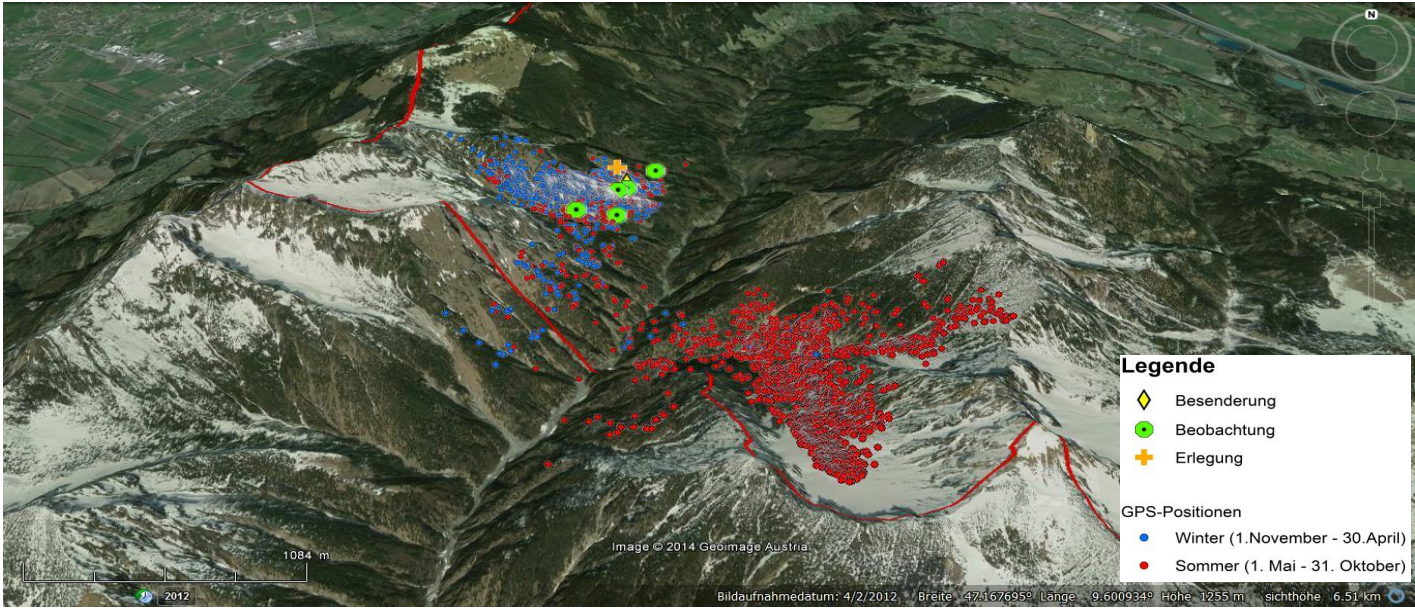 N
Legende
Besenderung
Beobachtung
Erlegung
GPS-Positionen
Winter (1.November - 30.April)
Sommer (1. Mai - 31. Oktober)
1084 m
Image © 2014 Geoimage Austria
2012
Bildaufnahmedatum: 4/2/2012 Breite 47.167695° Länge 9.600934° Höhe 1255 m sichthöhe 6.51 km